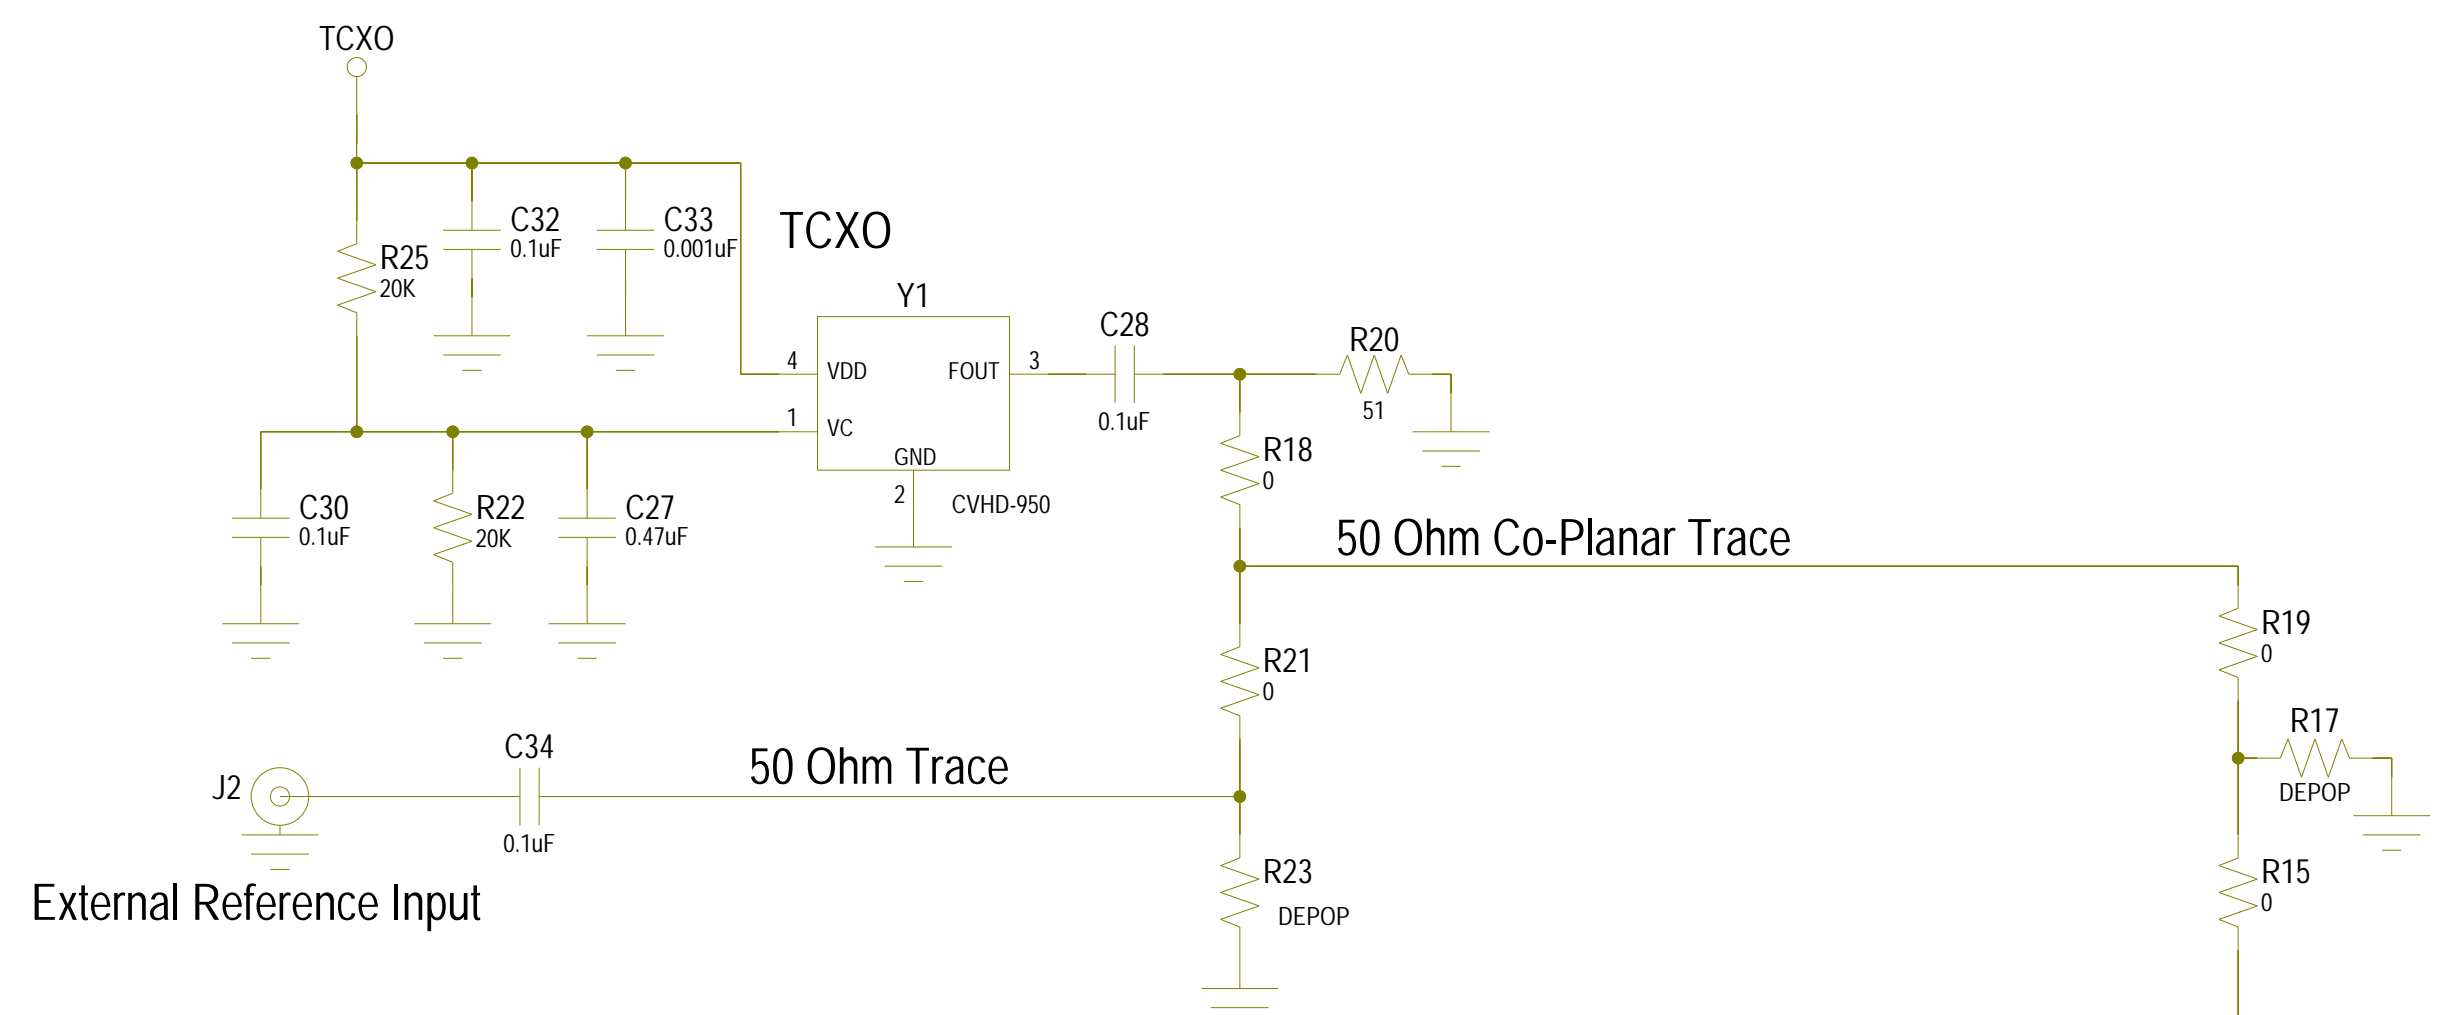 TCXO
C32
0.1uF
C33
0.001uF
TCXO
R25
20K
Y1
4
VDD
FOUT
3
1
VC
GND
2
CVHD-950
C28
0.1uF
R20
51
R18
0
C30
0.1uF
R22
20K
C27
0.47uF
50 Ohm Co-Planar Trace
R19
0
R21
0
R17
DEPOP
C34
0.1uF
50 Ohm Trace
J2
External Reference Input
R23
DEPOP
R15
0